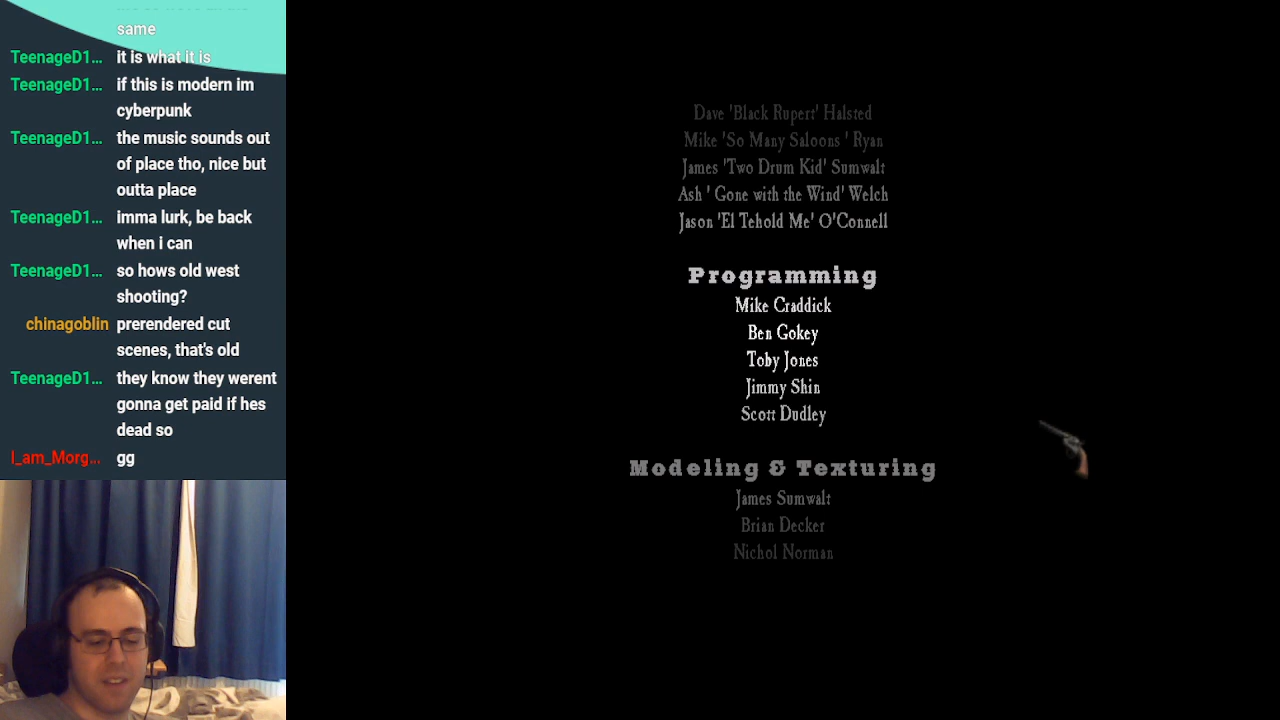 same
TeenageD1... it is what it is
TeenageD1... if this is modern im
cyberpunk
TeenageD1... the music sounds out
of place tho, nice but
outta place
TeenageD1... imma lurk, be back
when i can
TeenageD1... so hows old west
shooting?
chinagoblin prerendered cut
scenes, that's old
TeenageD1... they know they werent
gonna get paid if hes
dead so
I_am_Morg... gg
Dave 'Black Rupert' Halsted
Mike 'So Many Saloons ' Ryan
James 'Two Drum Kid' Sumwalt
Ash ' Gone with the Wind' Welch
Jason 'El Tehold Me' O'Connell
Programming
Mike Craddick
Ben Gokey
Toby Jones
Jimmy Shin
Scott Dudley
Modeling & Texturing
James Sumwalt
Brian Decker
Nichol Norman